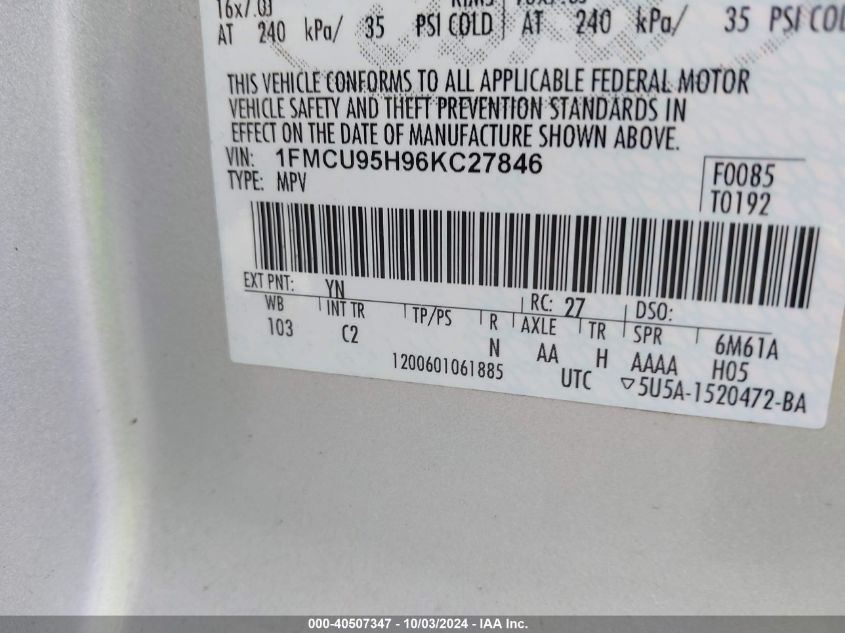 16x7.0J
AT 240 kPa/ 35 PSI COLD AT 240 kPa/ 35 PSI COL
THIS VEHICLE CONFORMS TO ALL APPLICABLE FEDERAL MOTOR
VEHICLE SAFETY AND THEFT PREVENTION STANDARDS IN
EFFECT ON THE DATE OF MANUFACTURE SHOWN ABOVE.
VIN: 1FMCU95H96KC27846
TYPE: MPV
F0085
T0192
EXT PNT: YN RC: 27 DSO:
WB INT TR TP/PS R AXLE TR SPR 6M61A
103 C2 N AA H AAAA H05
1200601061885 UTC ▽5U5A-1520472-BA
000-40507347 - 10/03/2024 - IAA Inc.